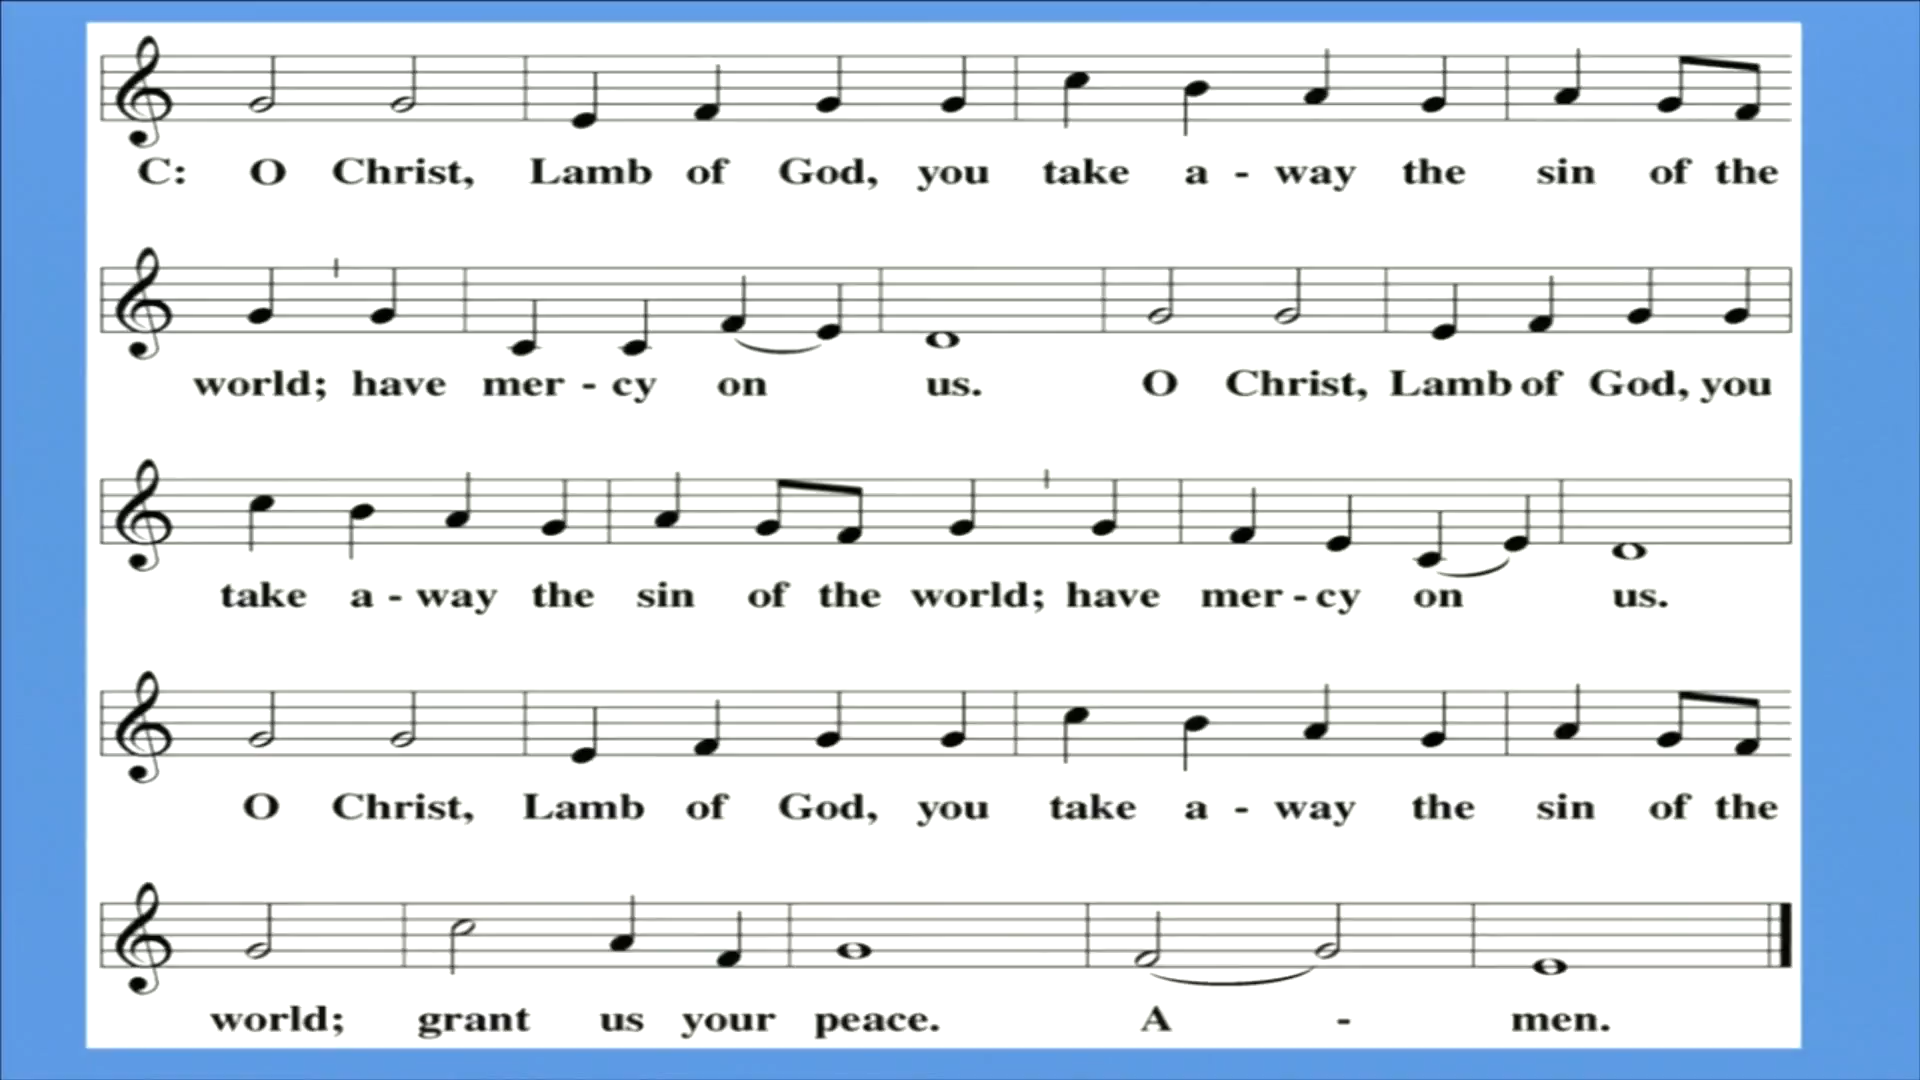 C: O Christ, Lamb of God, you take a - way the sin of the
world; have mer - cy on us. O Christ, Lamb of God, you
take a - way the sin of the world; have mer - cy on us.
O Christ, Lamb of God, you take a - way the sin of the
world; grant us your peace. A - men.